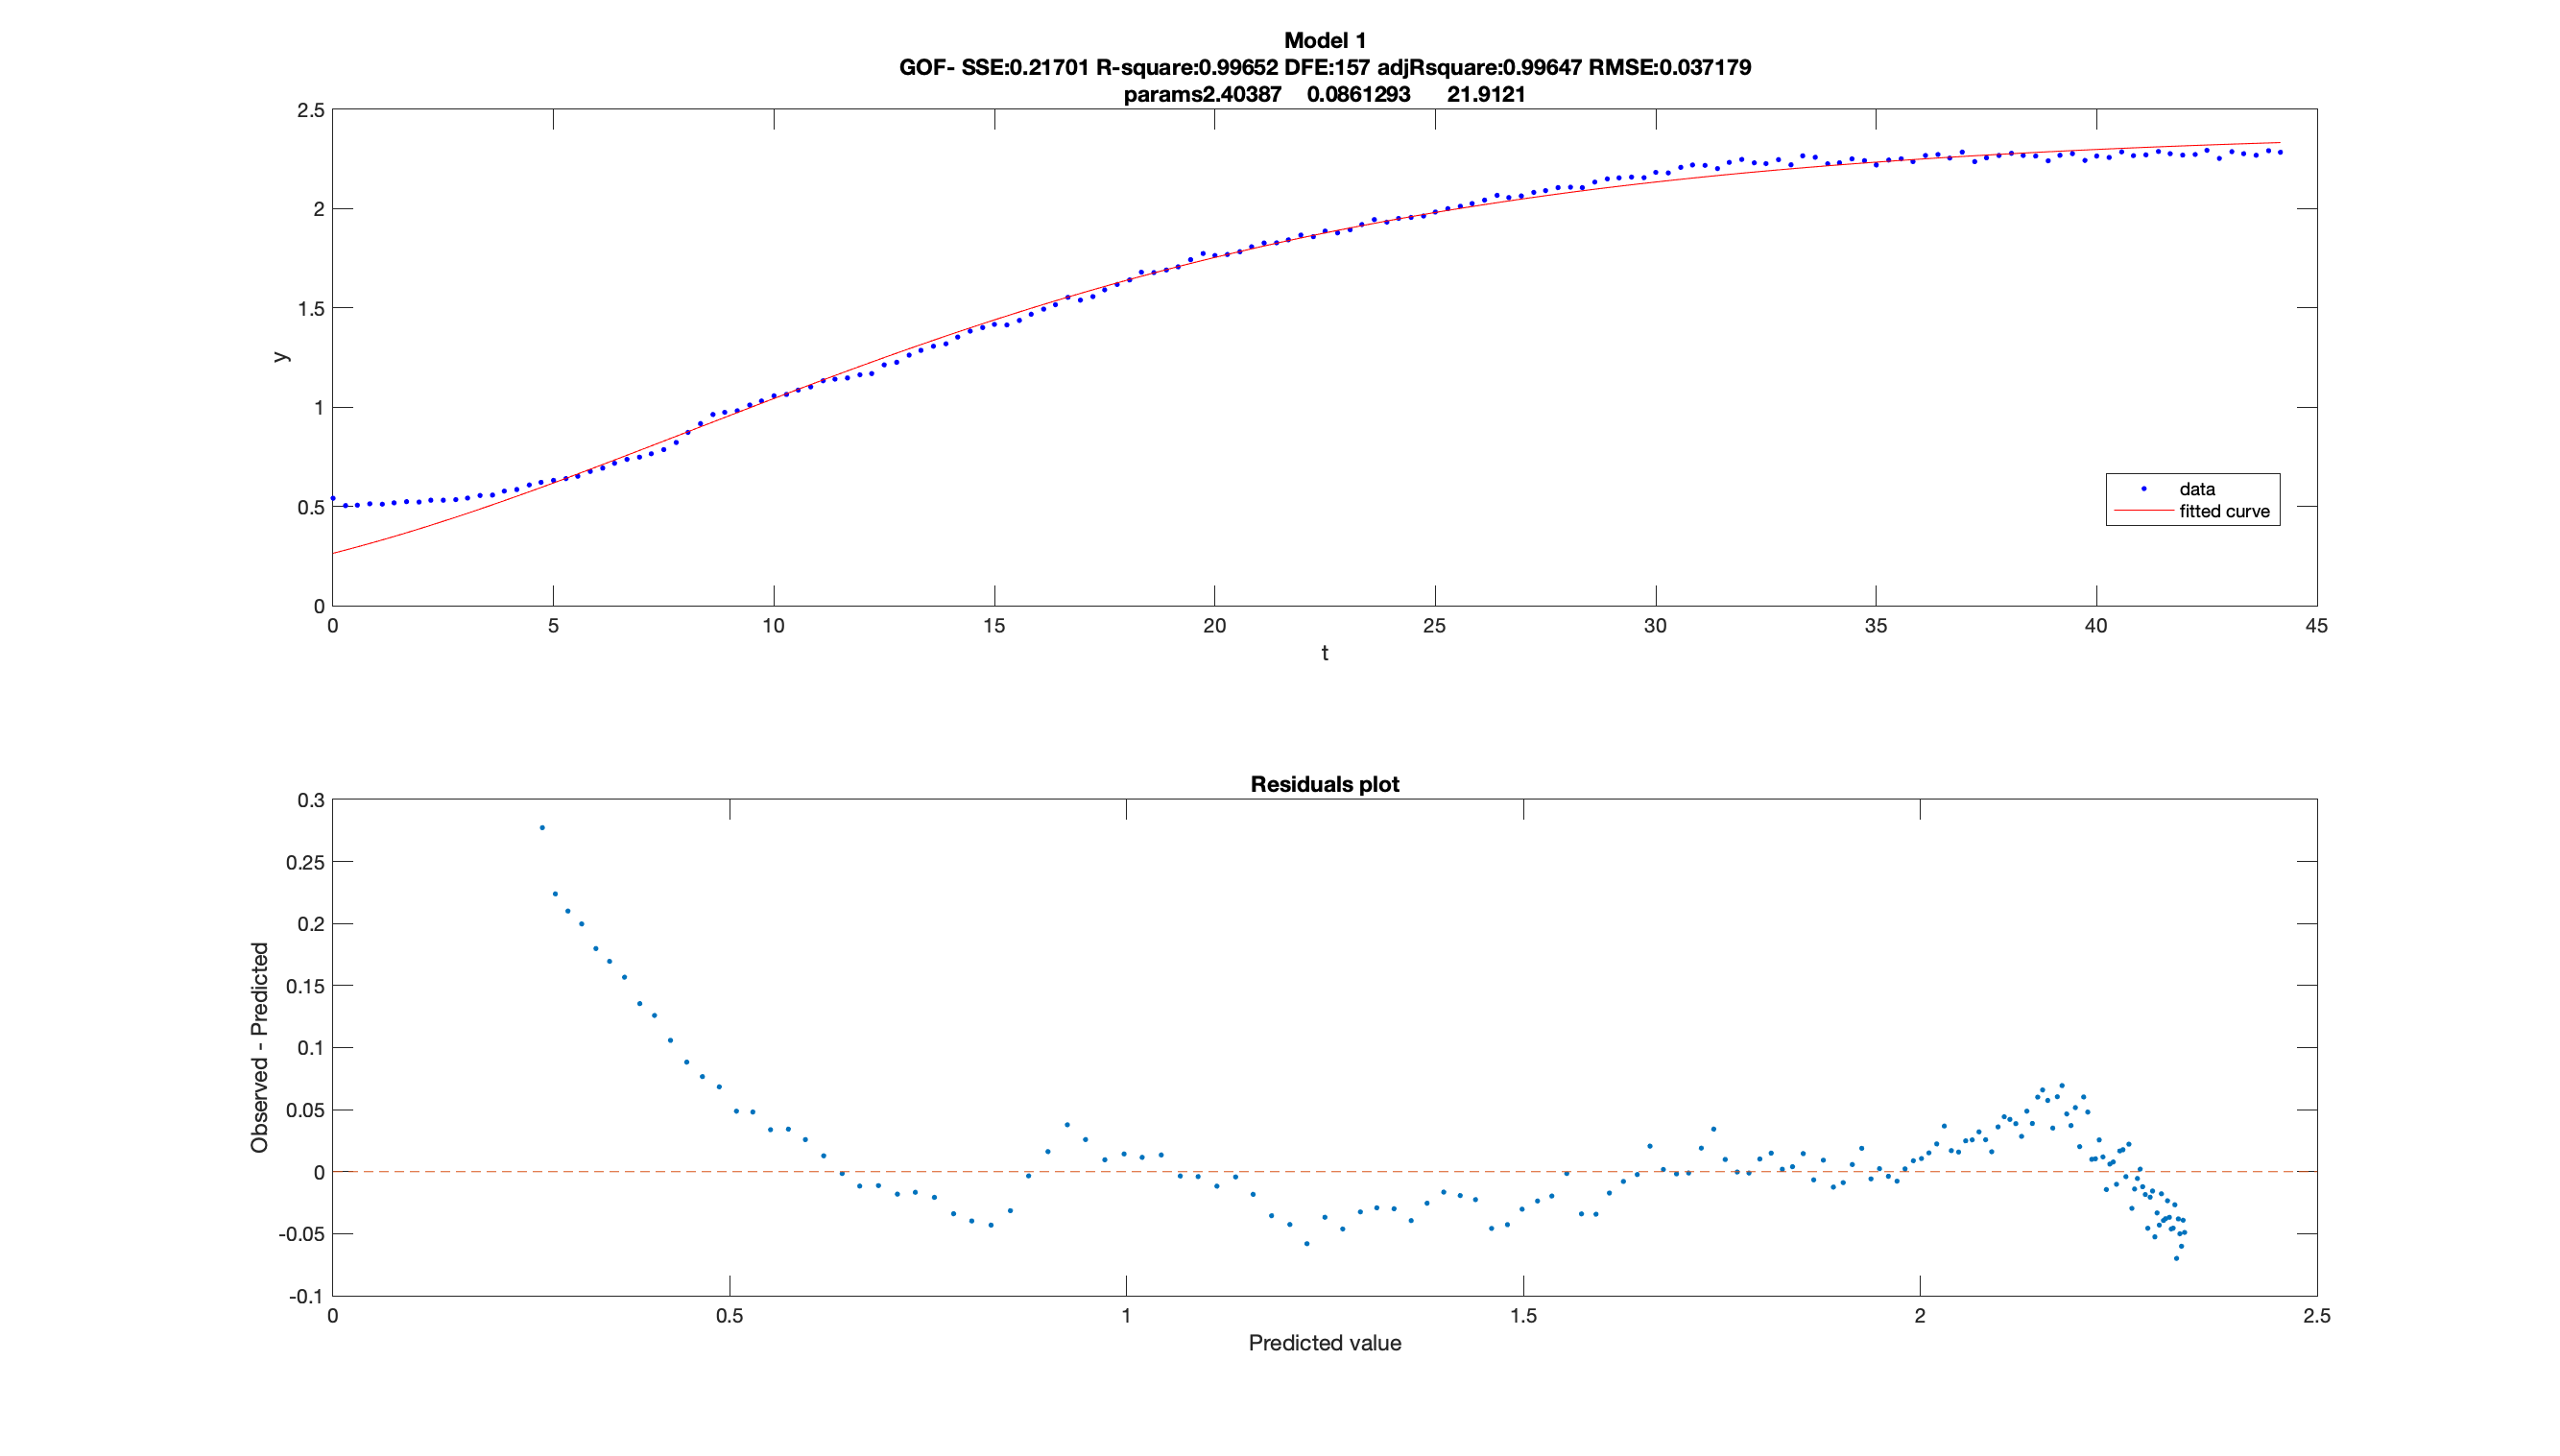 Model 1
GOF- SSE:0.21701 R-square:0.99652 DFE:157 adjRsquare:0.99647 RMSE:0.037179
params2.40387 0.0861293 21.9121
2.5
2
1.5
1
0.5
0
y
0 5 10 15 20 25 30 35 40 45
t
data
fitted curve
Residuals plot
0.3
0.25
0.2
0.15
0.1
0.05
0
-0.05
-0.1
Observed - Predicted
0 0.5 1 1.5 2 2.5
Predicted value